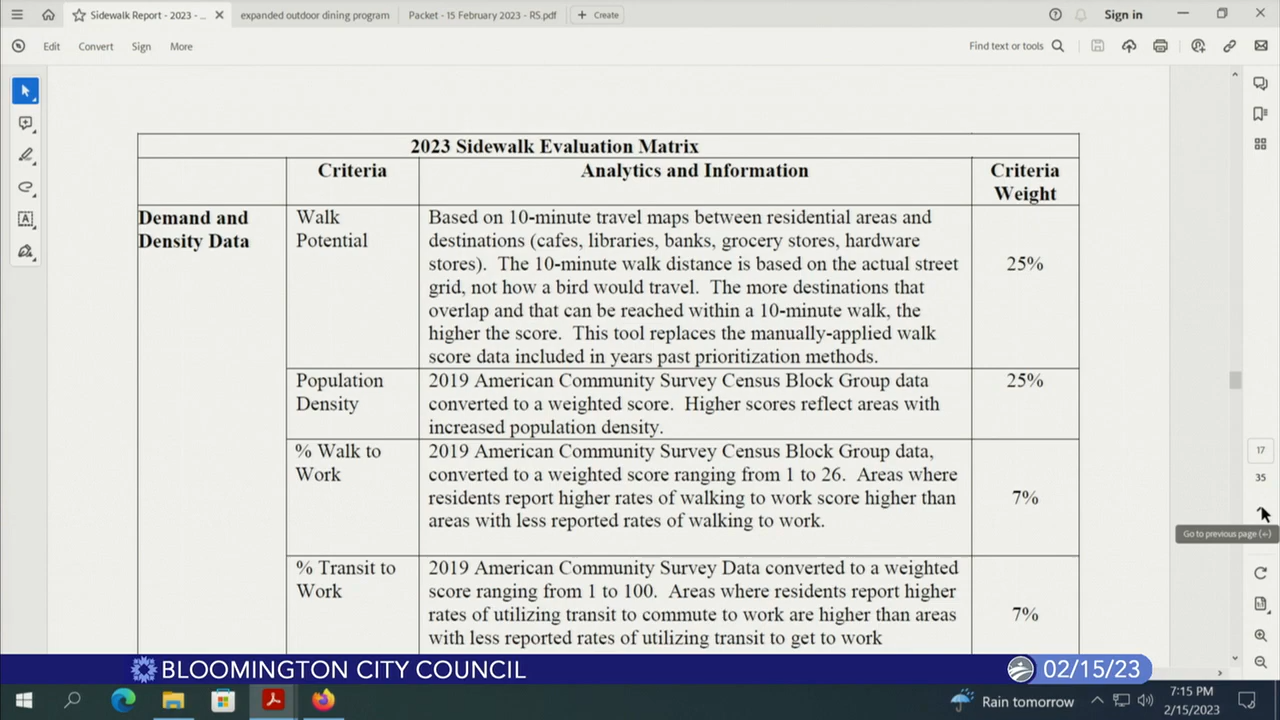 Sidewalk Report - 2023 - ...
expanded outdoor dining program
Packet - 15 February 2023 - RS.pdf
Create
Sign in
Edit
Convert
Sign
More
Find text or tools
2023 Sidewalk Evaluation Matrix
Criteria
Analytics and Information
Criteria
Weight
Demand and
Density Data
Walk
Potential
Based on 10-minute travel maps between residential areas and
destinations (cafes, libraries, banks, grocery stores, hardware
stores). The 10-minute walk distance is based on the actual street
grid, not how a bird would travel. The more destinations that
overlap and that can be reached within a 10-minute walk, the
higher the score. This tool replaces the manually-applied walk
score data included in years past prioritization methods.
25%
Population
Density
2019 American Community Survey Census Block Group data
converted to a weighted score. Higher scores reflect areas with
increased population density.
25%
% Walk to
Work
2019 American Community Survey Census Block Group data,
converted to a weighted score ranging from 1 to 26. Areas where
residents report higher rates of walking to work score higher than
areas with less reported rates of walking to work.
7%
% Transit to
Work
2019 American Community Survey Data converted to a weighted
score ranging from 1 to 100. Areas where residents report higher
rates of utilizing transit to commute to work are higher than areas
with less reported rates of utilizing transit to get to work
7%
17
35
Go to previous page (←)
BLOOMINGTON CITY COUNCIL
02/15/23
Rain tomorrow
7:15 PM
2/15/2023